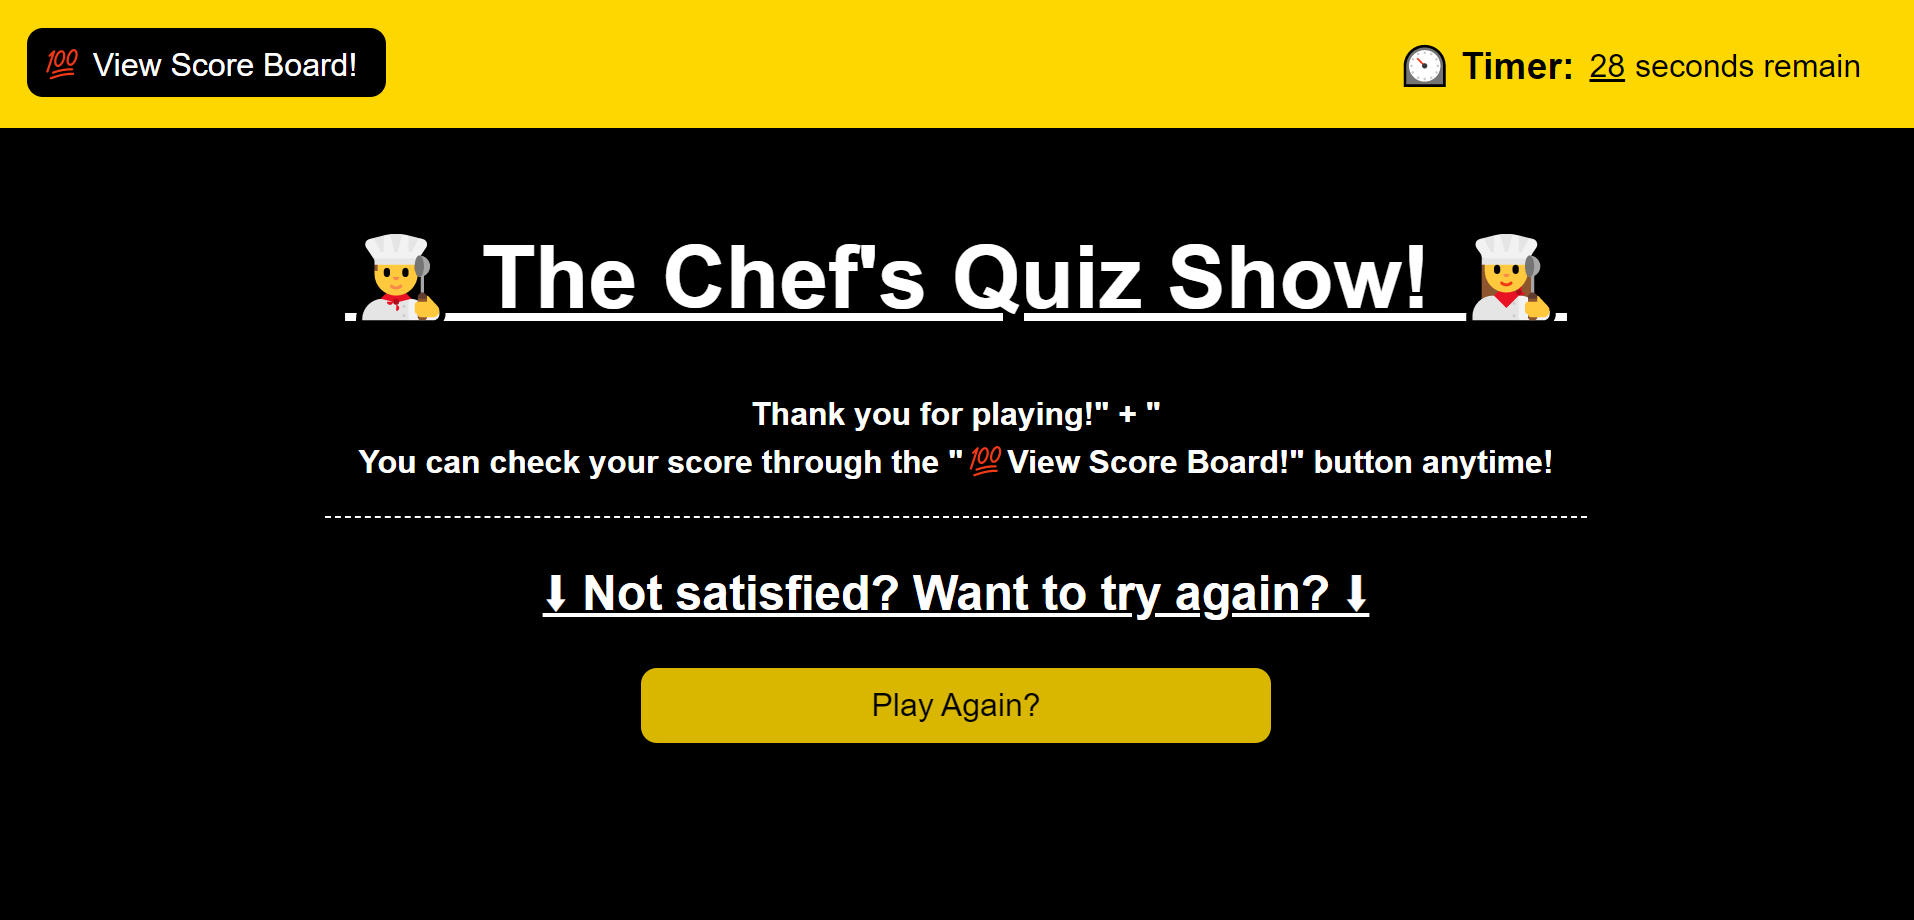 💯 View Score Board!
Timer: 28 seconds remain
The Chef's Quiz Show!
Thank you for playing!" + "
You can check your score through the "💯View Score Board!" button anytime!
⬇ Not satisfied? Want to try again? ⬇
Play Again?